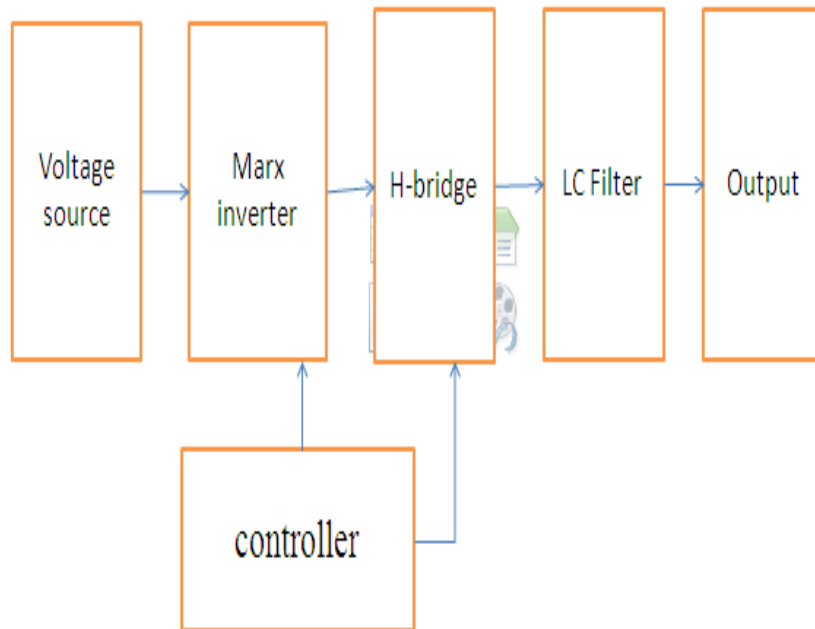 Voltage
source
Marx
inverter
H-bridge
LC Filter
Output
controller